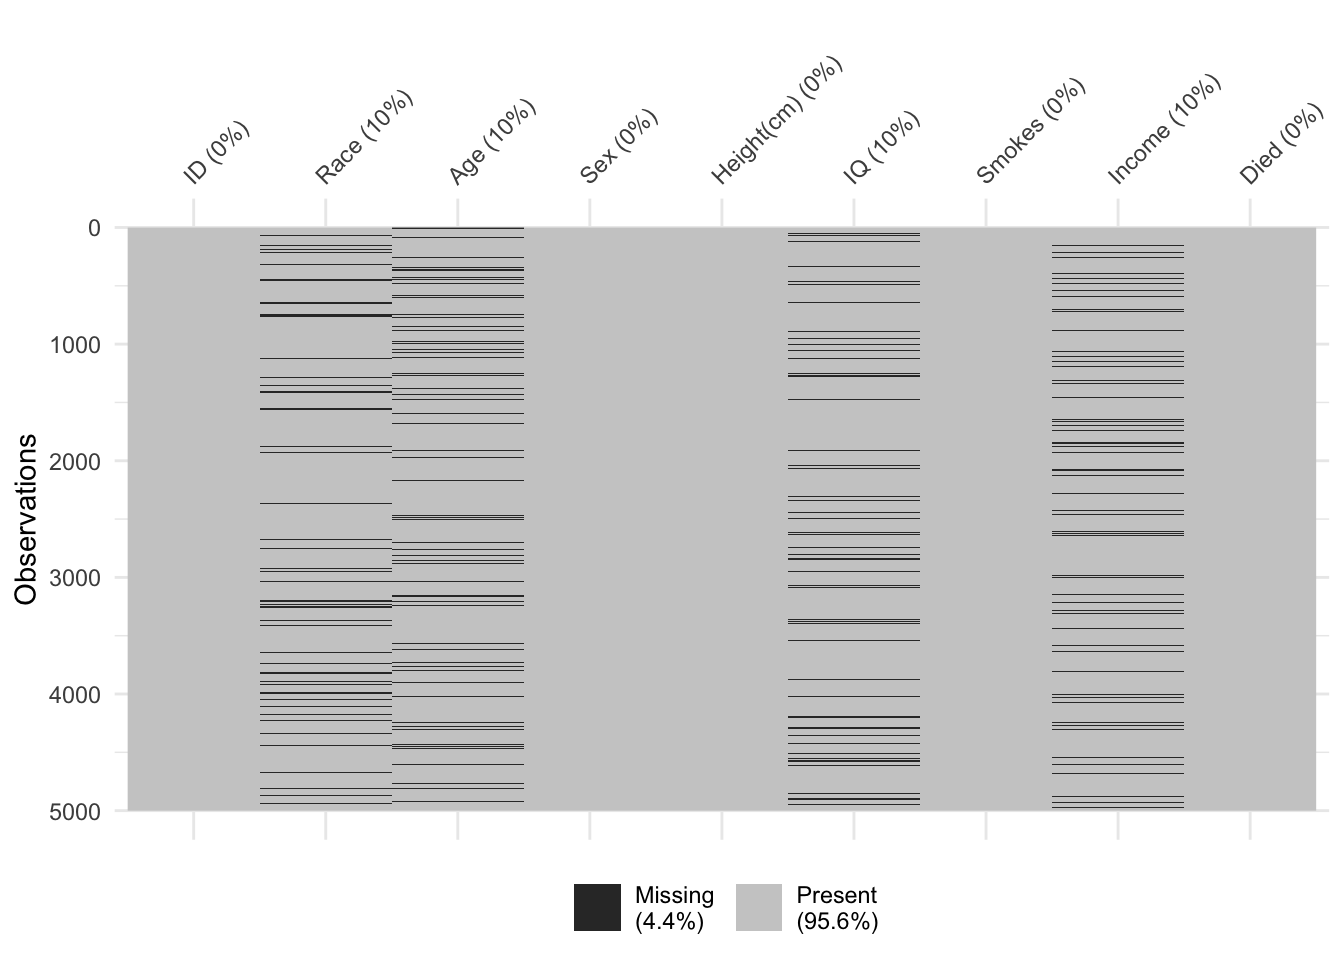 ID (0%)
Race (10%)
Age (10%)
Sex (0%)
Height(cm) (0%)
IQ (10%)
Smokes (0%)
Income (10%)
Died (0%)
0
1000
2000
3000
4000
5000
Observations
Missing
(4.4%)
Present
(95.6%)